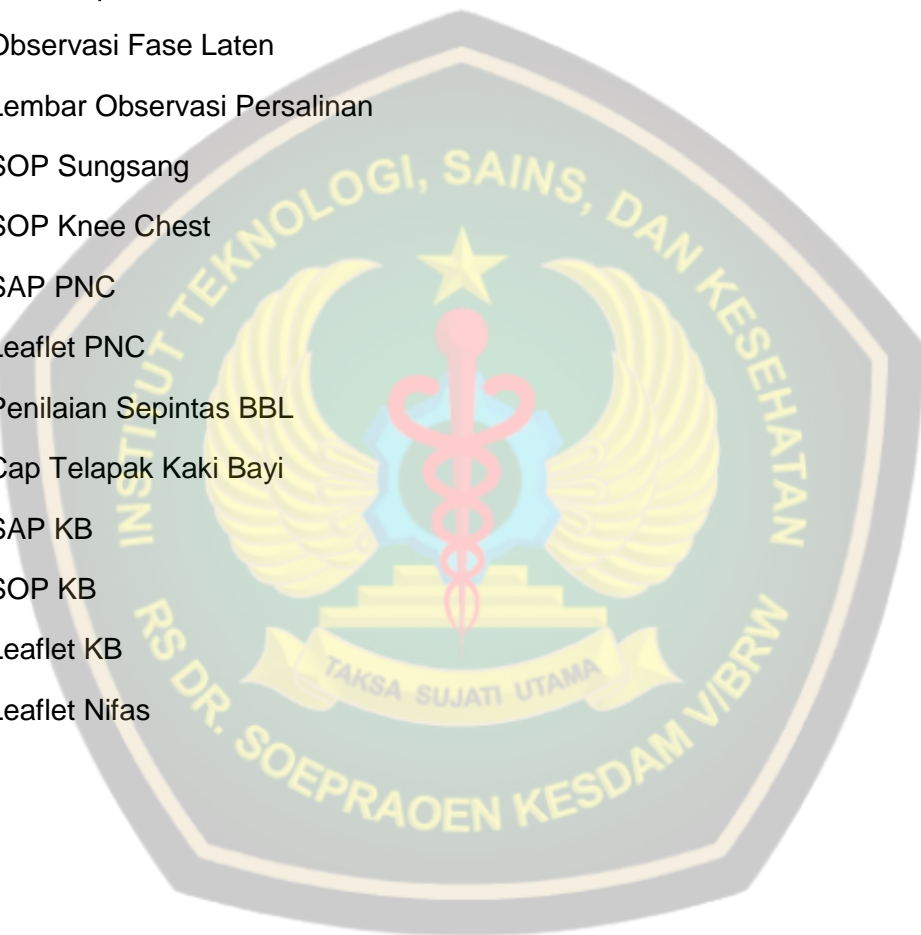 Observasi Fase Laten
Lembar Observasi Persalinan
SOP Sungsang
SOP Knee Chest
SAP PNC
Leaflet PNC
Penilaian Sepintas BBL
Cap Telapak Kaki Bayi
SAP KB
SOP KB
Leaflet KB
Leaflet Nifas
INSTITUT TEKNOLOGI, SAINS, DAN KESEHATAN
TAKSA SUJATI UTAMA
RS DR. SOEPRAOEN KESDAM V/BRW